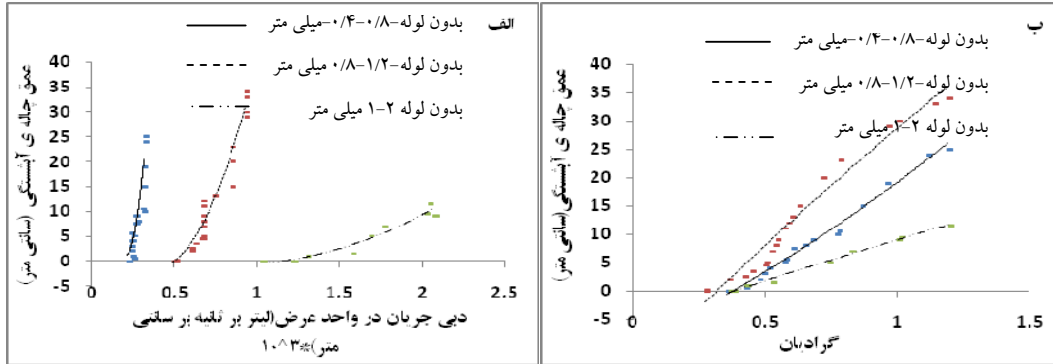 الف
بدون لوله-۰/۸-۰/۴-میلی متر
بدون لوله-۱/۲-۰/۸ میلی متر
بدون لوله ۲-۱ میلی متر
عمق چاله ی آبشستگی (سانتی متر)
40
35
30
25
20
15
10
5
0
0
0.5
1
1.5
2
2.5
دبی جریان در واحد عرض(لیتر بر ثانیه بر سانتی
متر)*۱۰^۳
ب
بدون لوله-۰/۸-۰/۴-میلی متر
بدون لوله-۱/۲-۰/۸ میلی متر
بدون لوله ۲-۱ میلی متر
عمق چاله ی آبشستگی(سانتی متر)
40
35
30
25
20
15
10
5
0
-5
0
0.5
1
1.5
گرادیان